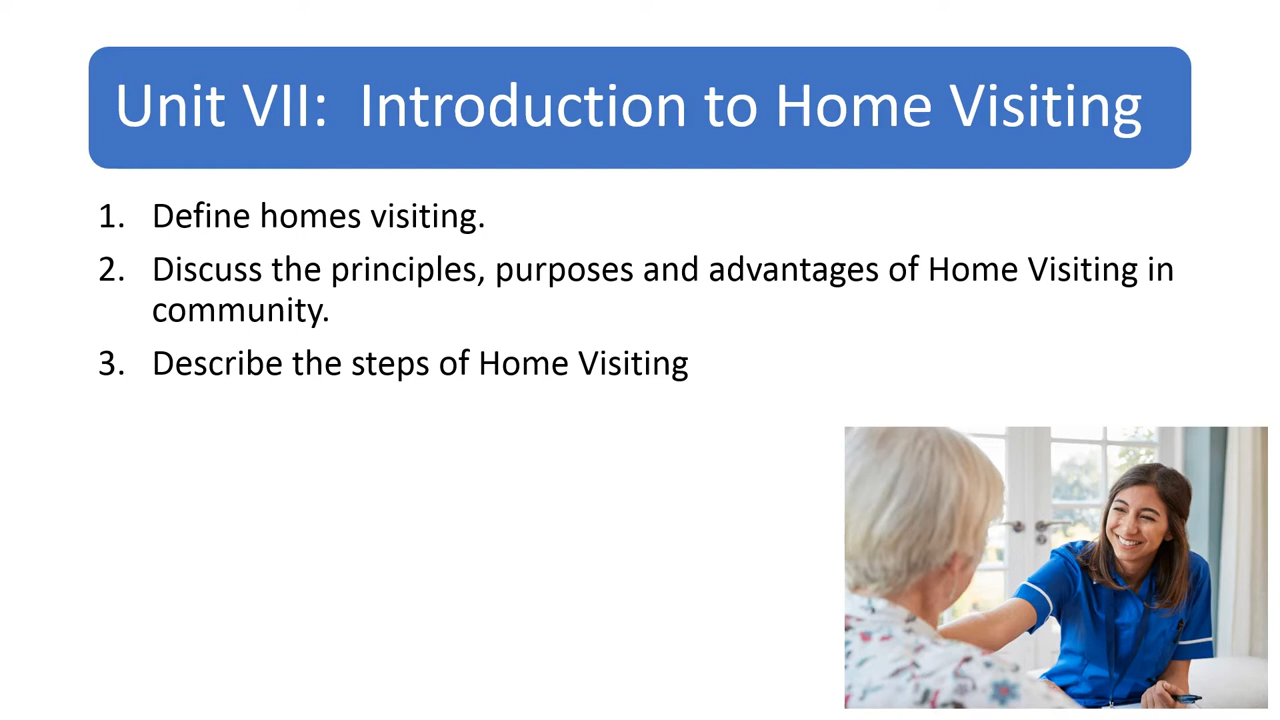 Unit VII:  Introduction to Home Visiting
1. Define homes visiting.
2. Discuss the principles, purposes and advantages of Home Visiting in
community.
3. Describe the steps of Home Visiting